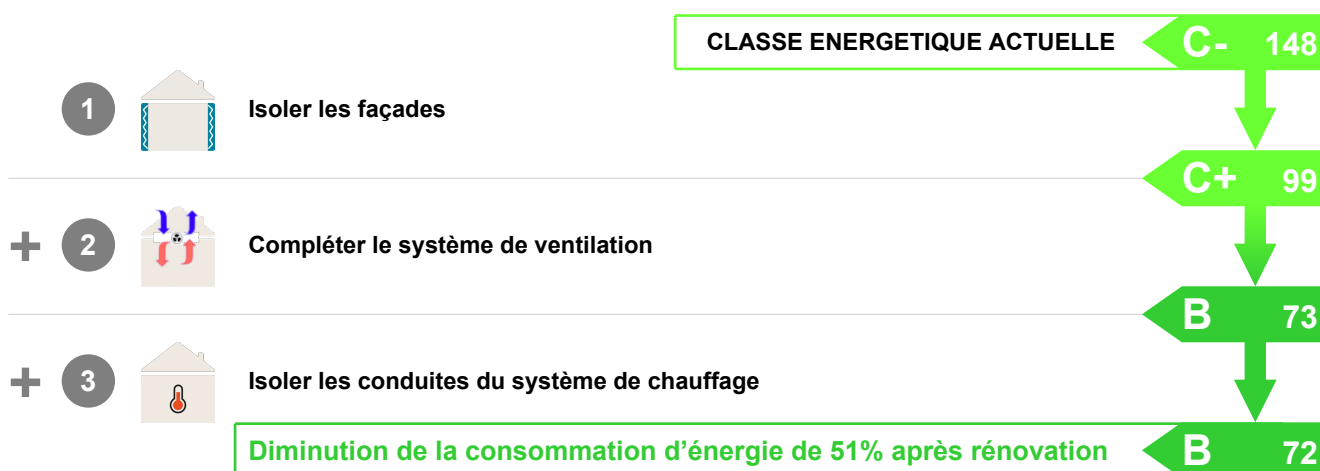 CLASSE ENERGETIQUE ACTUELLE C- 148
1 Isoler les façades
C+ 99
+ 2 Compléter le système de ventilation
B 73
+ 3 Isoler les conduites du système de chauffage
Diminution de la consommation d’énergie de 51% après rénovation B 72